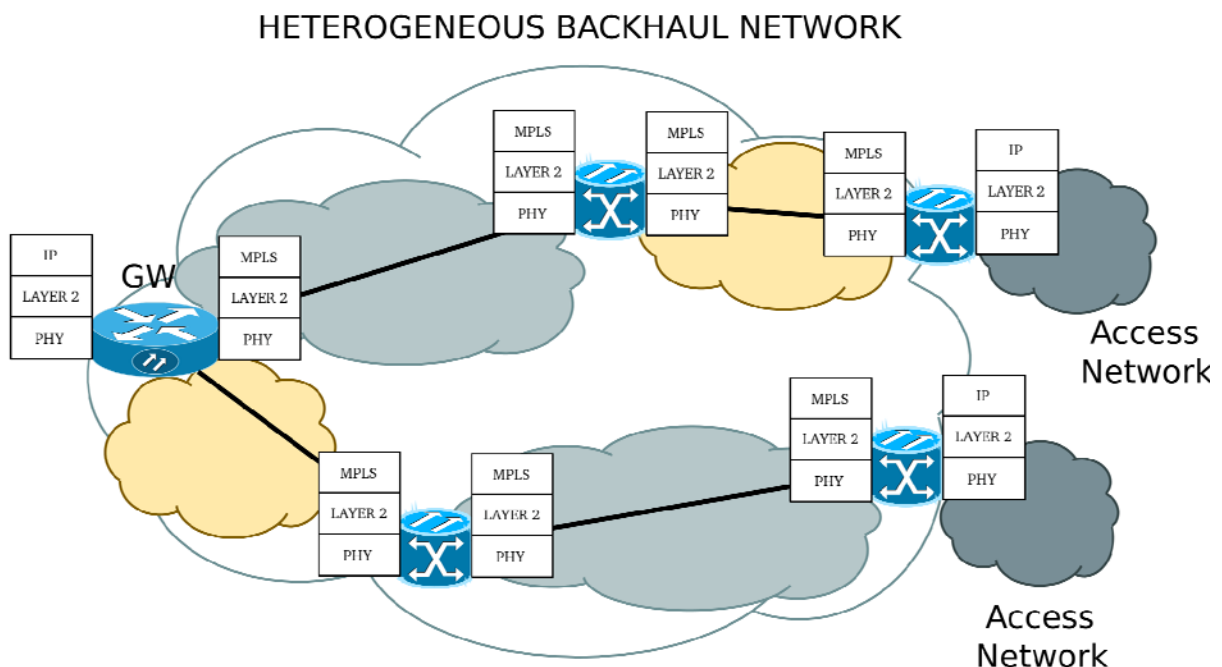 HETEROGENEOUS BACKHAUL NETWORK
MPLS
LAYER 2
PHY
MPLS
LAYER 2
PHY
MPLS
LAYER 2
PHY
IP
LAYER 2
PHY
IP
LAYER 2
PHY
GW
MPLS
LAYER 2
PHY
Access
Network
MPLS
LAYER 2
PHY
IP
LAYER 2
PHY
MPLS
LAYER 2
PHY
MPLS
LAYER 2
PHY
Access
Network